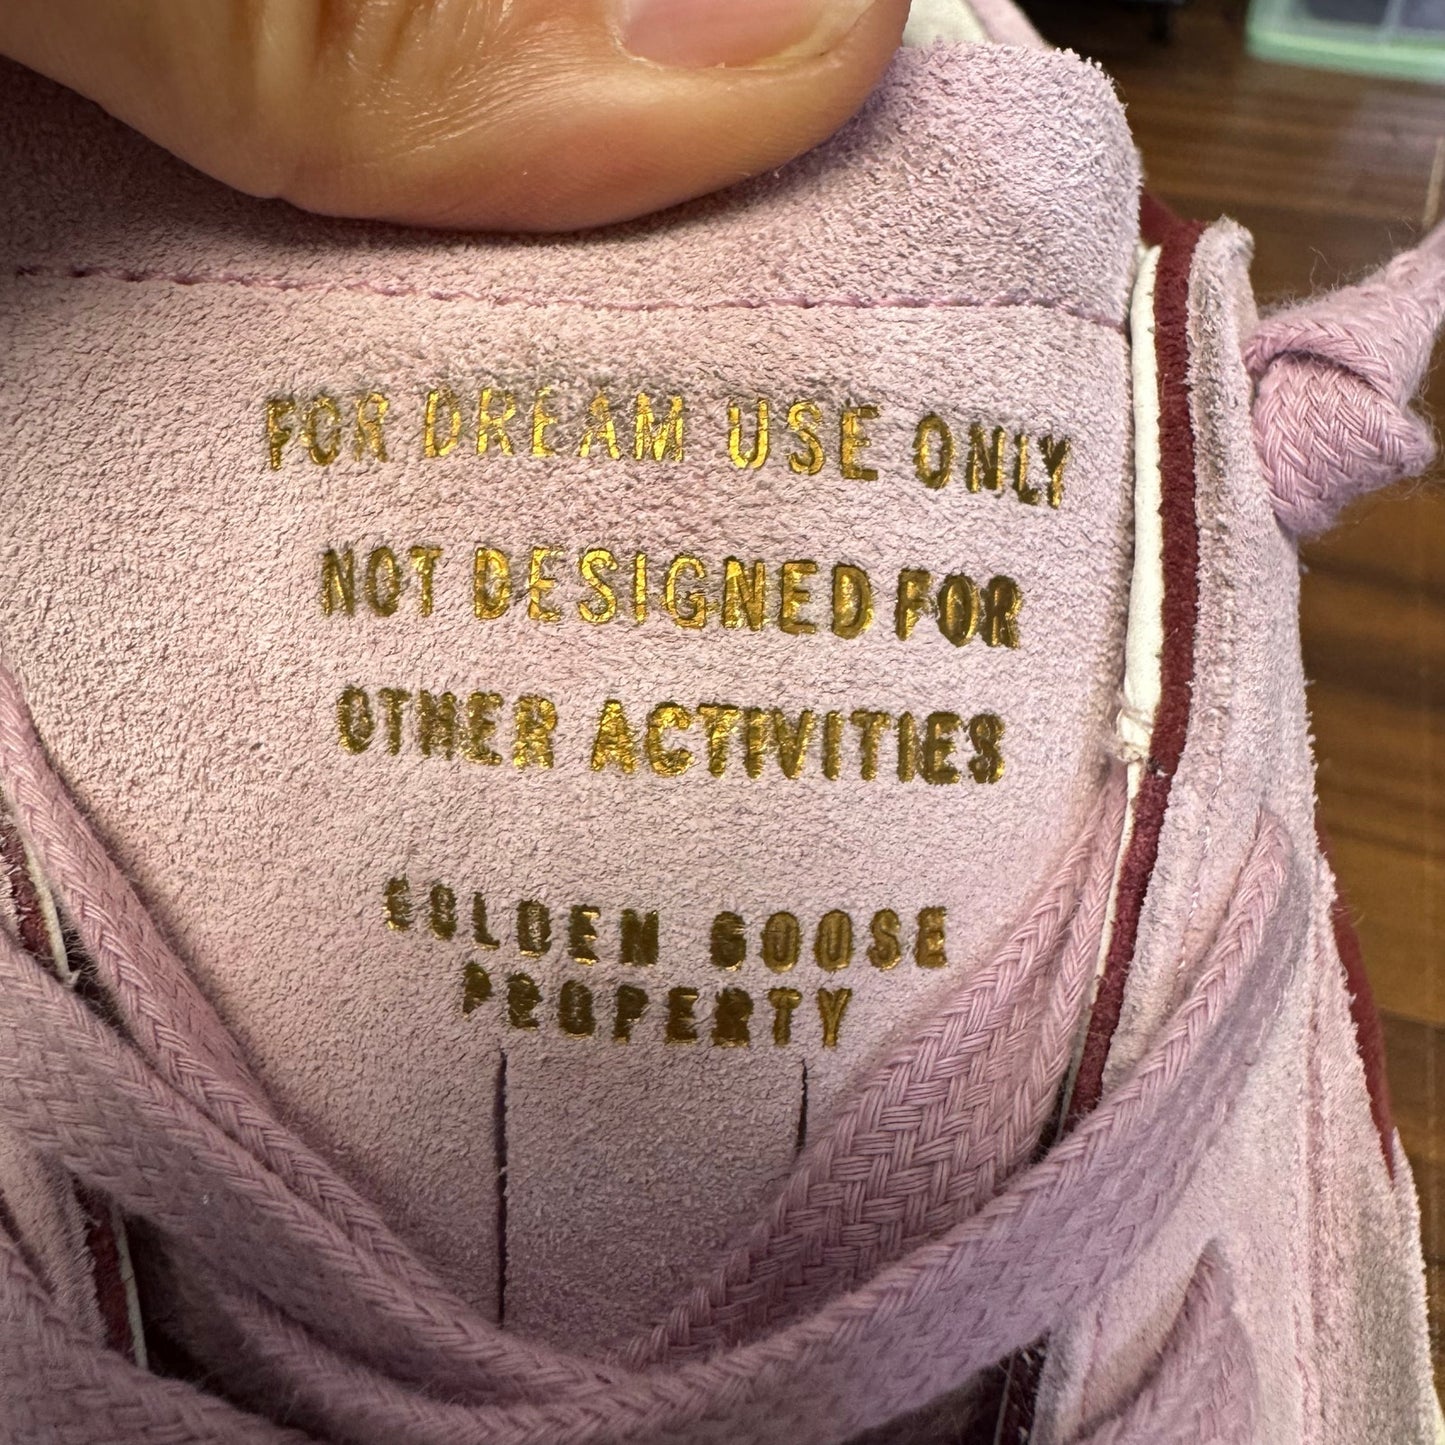 FOR DREAM USE ONLY
NOT DESIGNED FOR
OTHER ACTIVITIES
GOLDEN GOOSE
PROPERTY